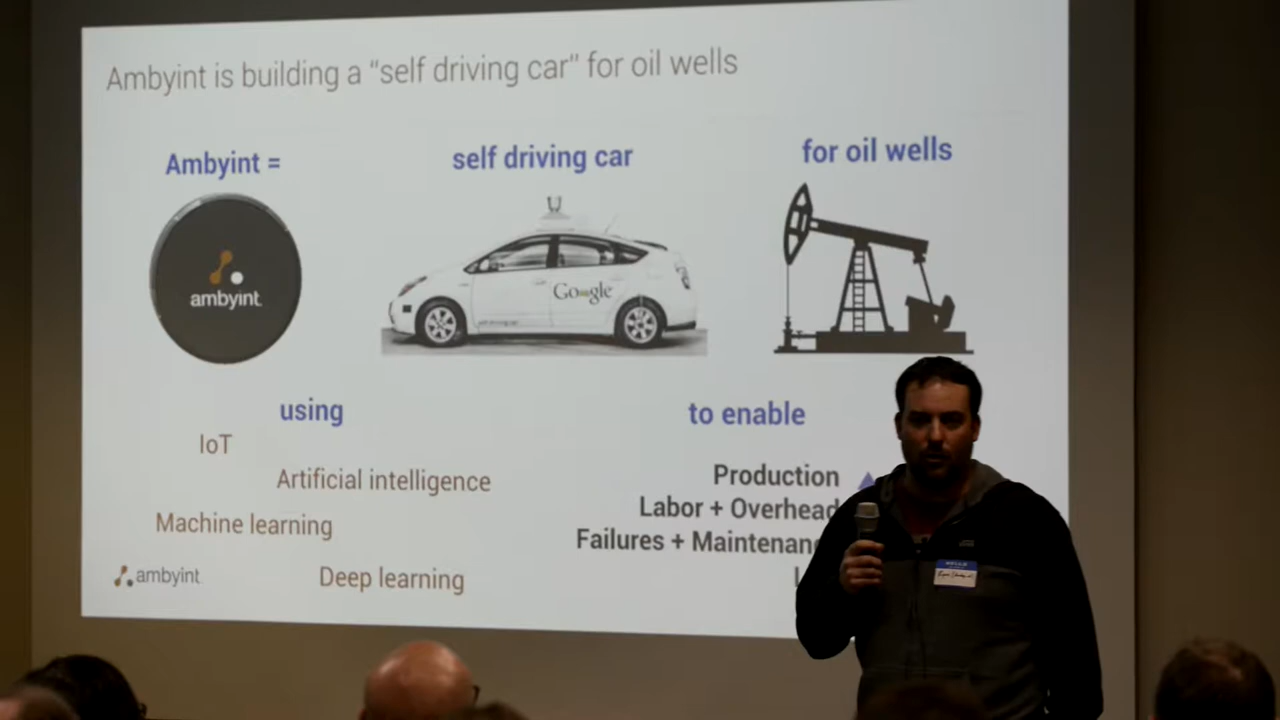 Ambyint is building a "self driving car" for oil wells
Ambyint =
self driving car
for oil wells
ambyint
Google
using
to enable
IoT
Artificial intelligence
Machine learning
Deep learning
Production
Labor + Overhead
Failures + Maintenan
ambyint
HELLO